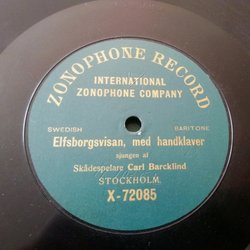 ZONOPHONE RECORD
INTERNATIONAL
ZONOPHONE COMPANY
SWEDISH BARITONE
Elfsborgsvisan, med handklaver
sjungen af
Skådespelare Carl Barcklind
STOCKHOLM.
X-72085